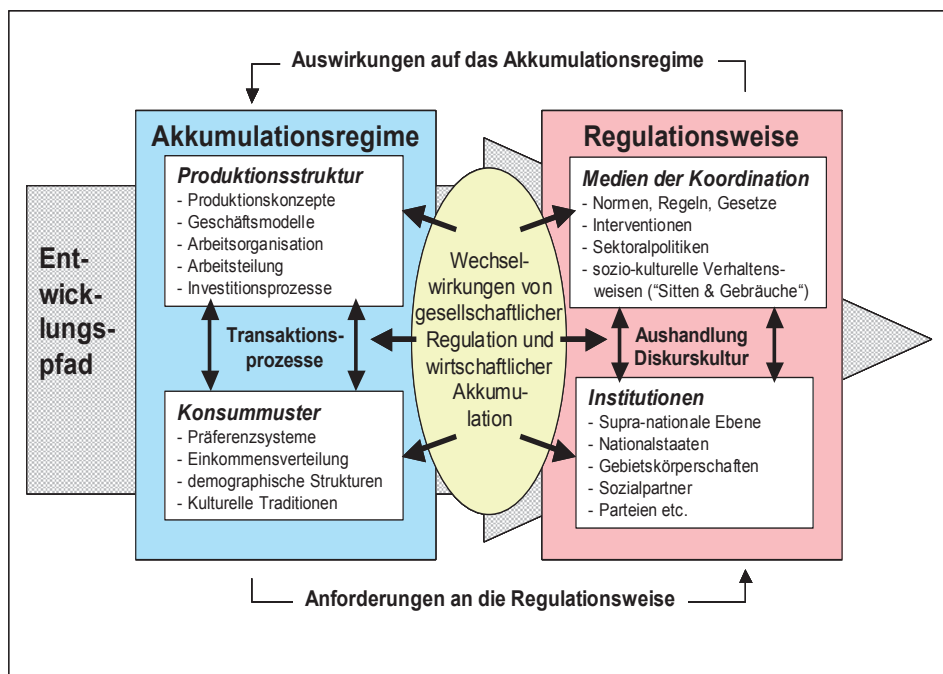 Auswirkungen auf das Akkumulationsregime
Akkumulationsregime
Produktionsstruktur
- Produktionskonzepte
- Geschäftsmodelle
- Arbeitsorganisation
- Arbeitsteilung
- Investitionsprozesse
Transaktions-
prozesse
Konsummuster
- Präferenzsysteme
- Einkommensverteilung
- demographische Strukturen
- Kulturelle Traditionen
Ent-
wick-
lungs-
pfad
Wechsel-
wirkungen von
gesellschaftlicher
Regulation und
wirtschaftlicher
Akkumu-
lation
Regulationsweise
Medien der Koordination
- Normen, Regeln, Gesetze
- Interventionen
- Sektoralpolitiken
- sozio-kulturelle Verhaltens-
weisen (“Sitten & Gebräuche“)
Aushandlung
Diskurskultur
Institutionen
- Supra-nationale Ebene
- Nationalstaaten
- Gebietskörperschaften
- Sozialpartner
- Parteien etc.
Anforderungen an die Regulationsweise